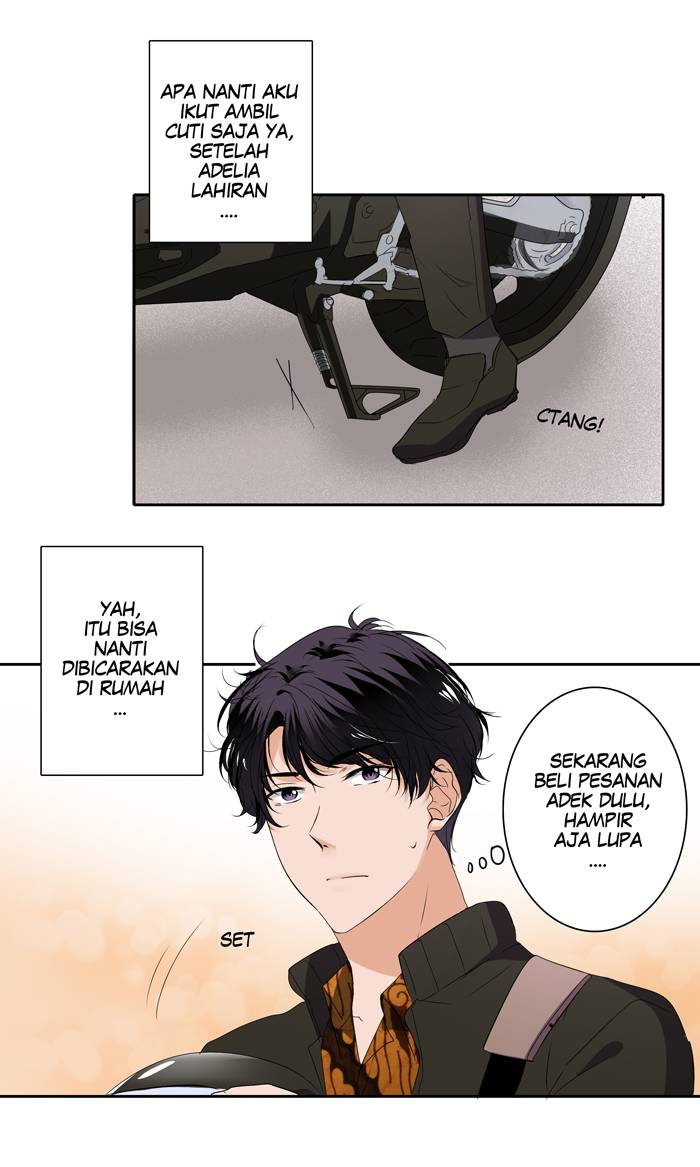 APA NANTI AKU
IKUT AMBIL
CUTI SAJA YA,
SETELAH
ADELIA
LAHIRAN
....
CTANG!
YAH,
ITU BISA
NANTI
DIBICARAKAN
DI RUMAH
...
SEKARANG
BELI PESANAN
ADEK DULU,
HAMPIR
AJA LUPA
....
SET